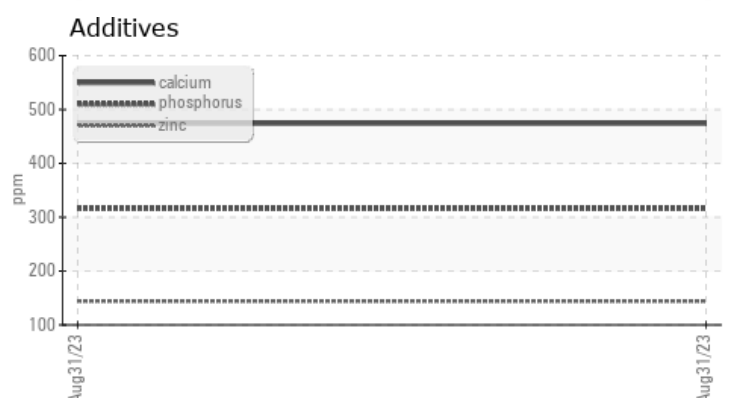 Additives
600
500
400
300
200
100
ppm
calcium
phosphorus
zinc
Aug31/23
Aug31/23